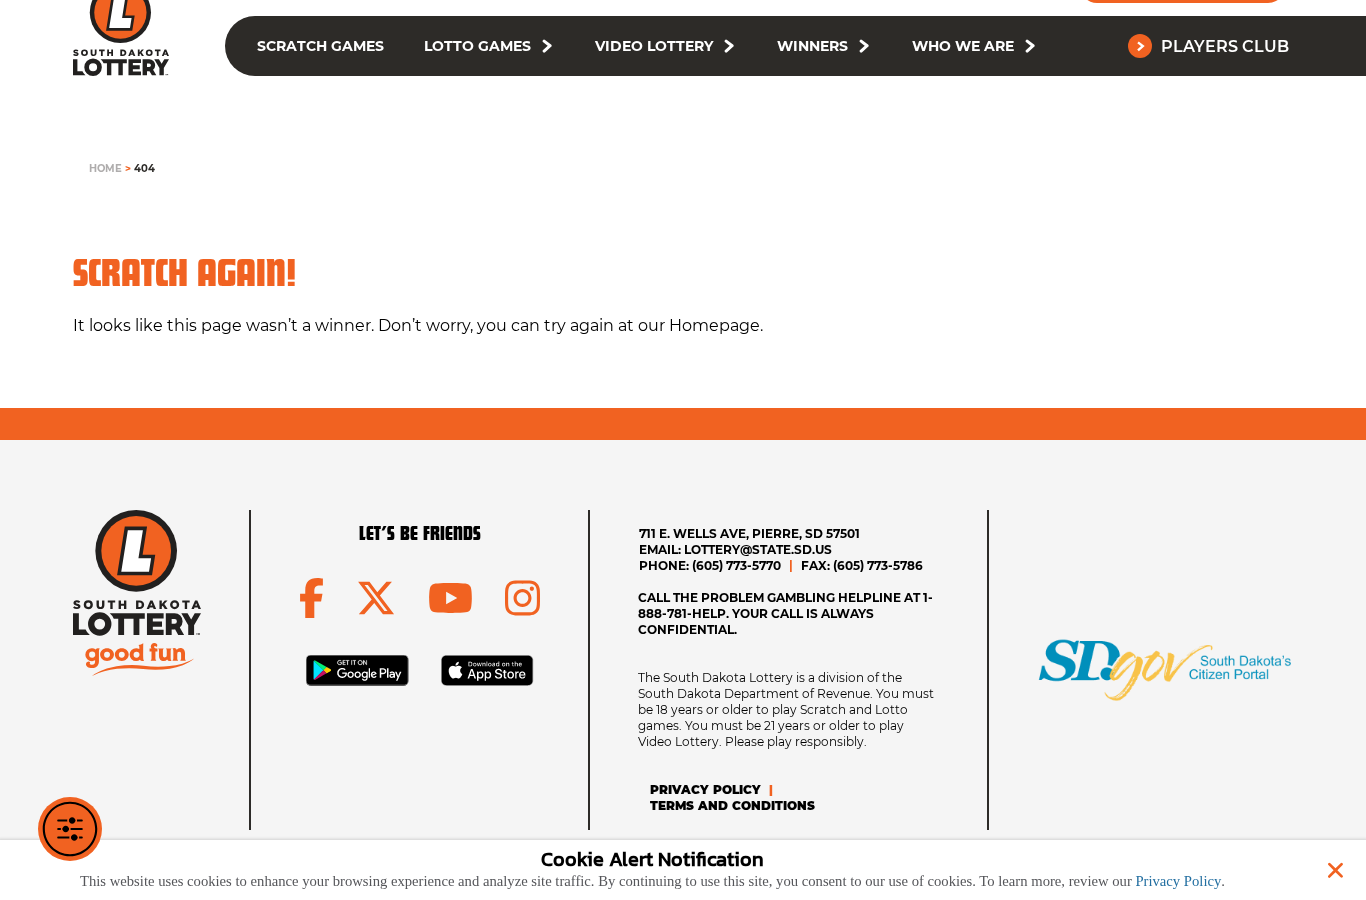 SOUTH DAKOTA
LOTTERY
SCRATCH GAMES
LOTTO GAMES
VIDEO LOTTERY
WINNERS
WHO WE ARE
PLAYERS CLUB
HOME > 404
SCRATCH AGAIN!
It looks like this page wasn’t a winner. Don’t worry, you can try again at our Homepage.
L
SOUTH DAKOTA
LOTTERY
good fun
LET’S BE FRIENDS
GET IT ON
Google Play
Download on the
App Store
711 E. WELLS AVE, PIERRE, SD 57501
EMAIL: LOTTERY@STATE.SD.US
PHONE: (605) 773-5770 | FAX: (605) 773-5786
CALL THE PROBLEM GAMBLING HELPLINE AT 1-
888-781-HELP. YOUR CALL IS ALWAYS
CONFIDENTIAL.
The South Dakota Lottery is a division of the
South Dakota Department of Revenue. You must
be 18 years or older to play Scratch and Lotto
games. You must be 21 years or older to play
Video Lottery. Please play responsibly.
PRIVACY POLICY |
TERMS AND CONDITIONS
SD.gov
South Dakota’s
Citizen Portal
Cookie Alert Notification
This website uses cookies to enhance your browsing experience and analyze site traffic. By continuing to use this site, you consent to our use of cookies. To learn more, review our Privacy Policy.